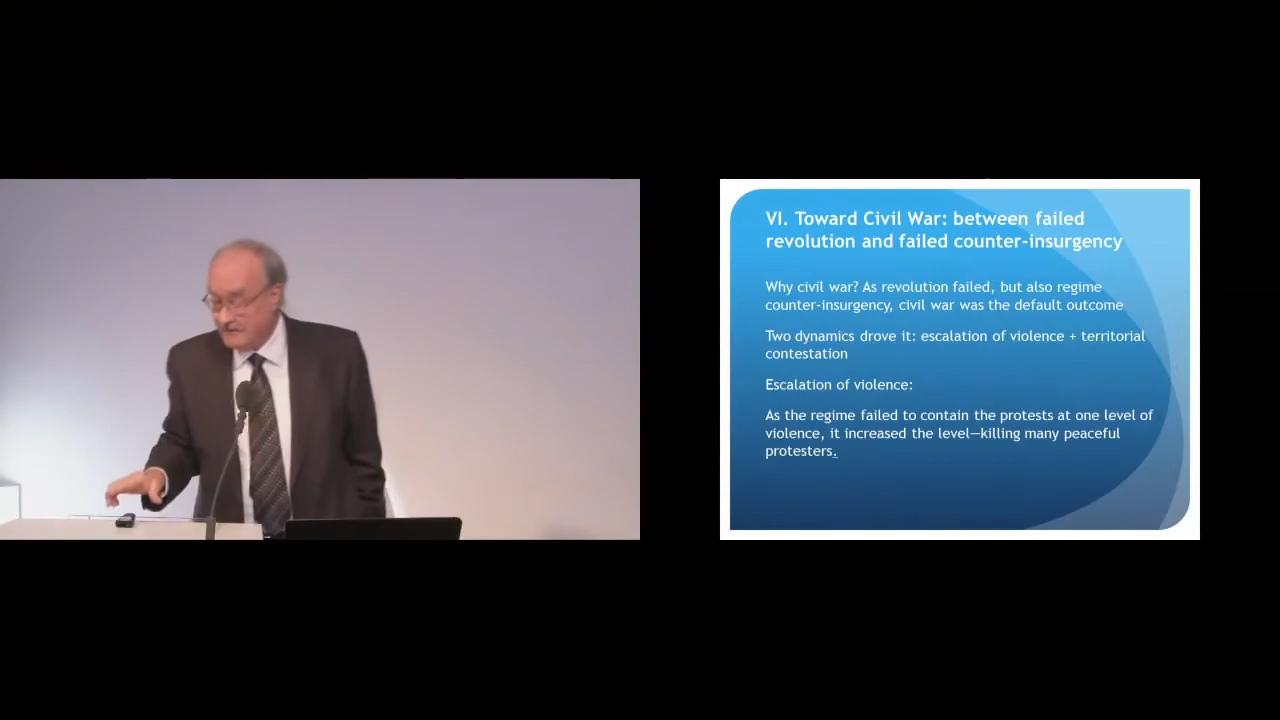 VI. Toward Civil War: between failed
revolution and failed counter-insurgency
Why civil war? As revolution failed, but also regime
counter-insurgency, civil war was the default outcome
Two dynamics drove it: escalation of violence + territorial
contestation
Escalation of violence:
As the regime failed to contain the protests at one level of
violence, it increased the level—killing many peaceful
protesters.